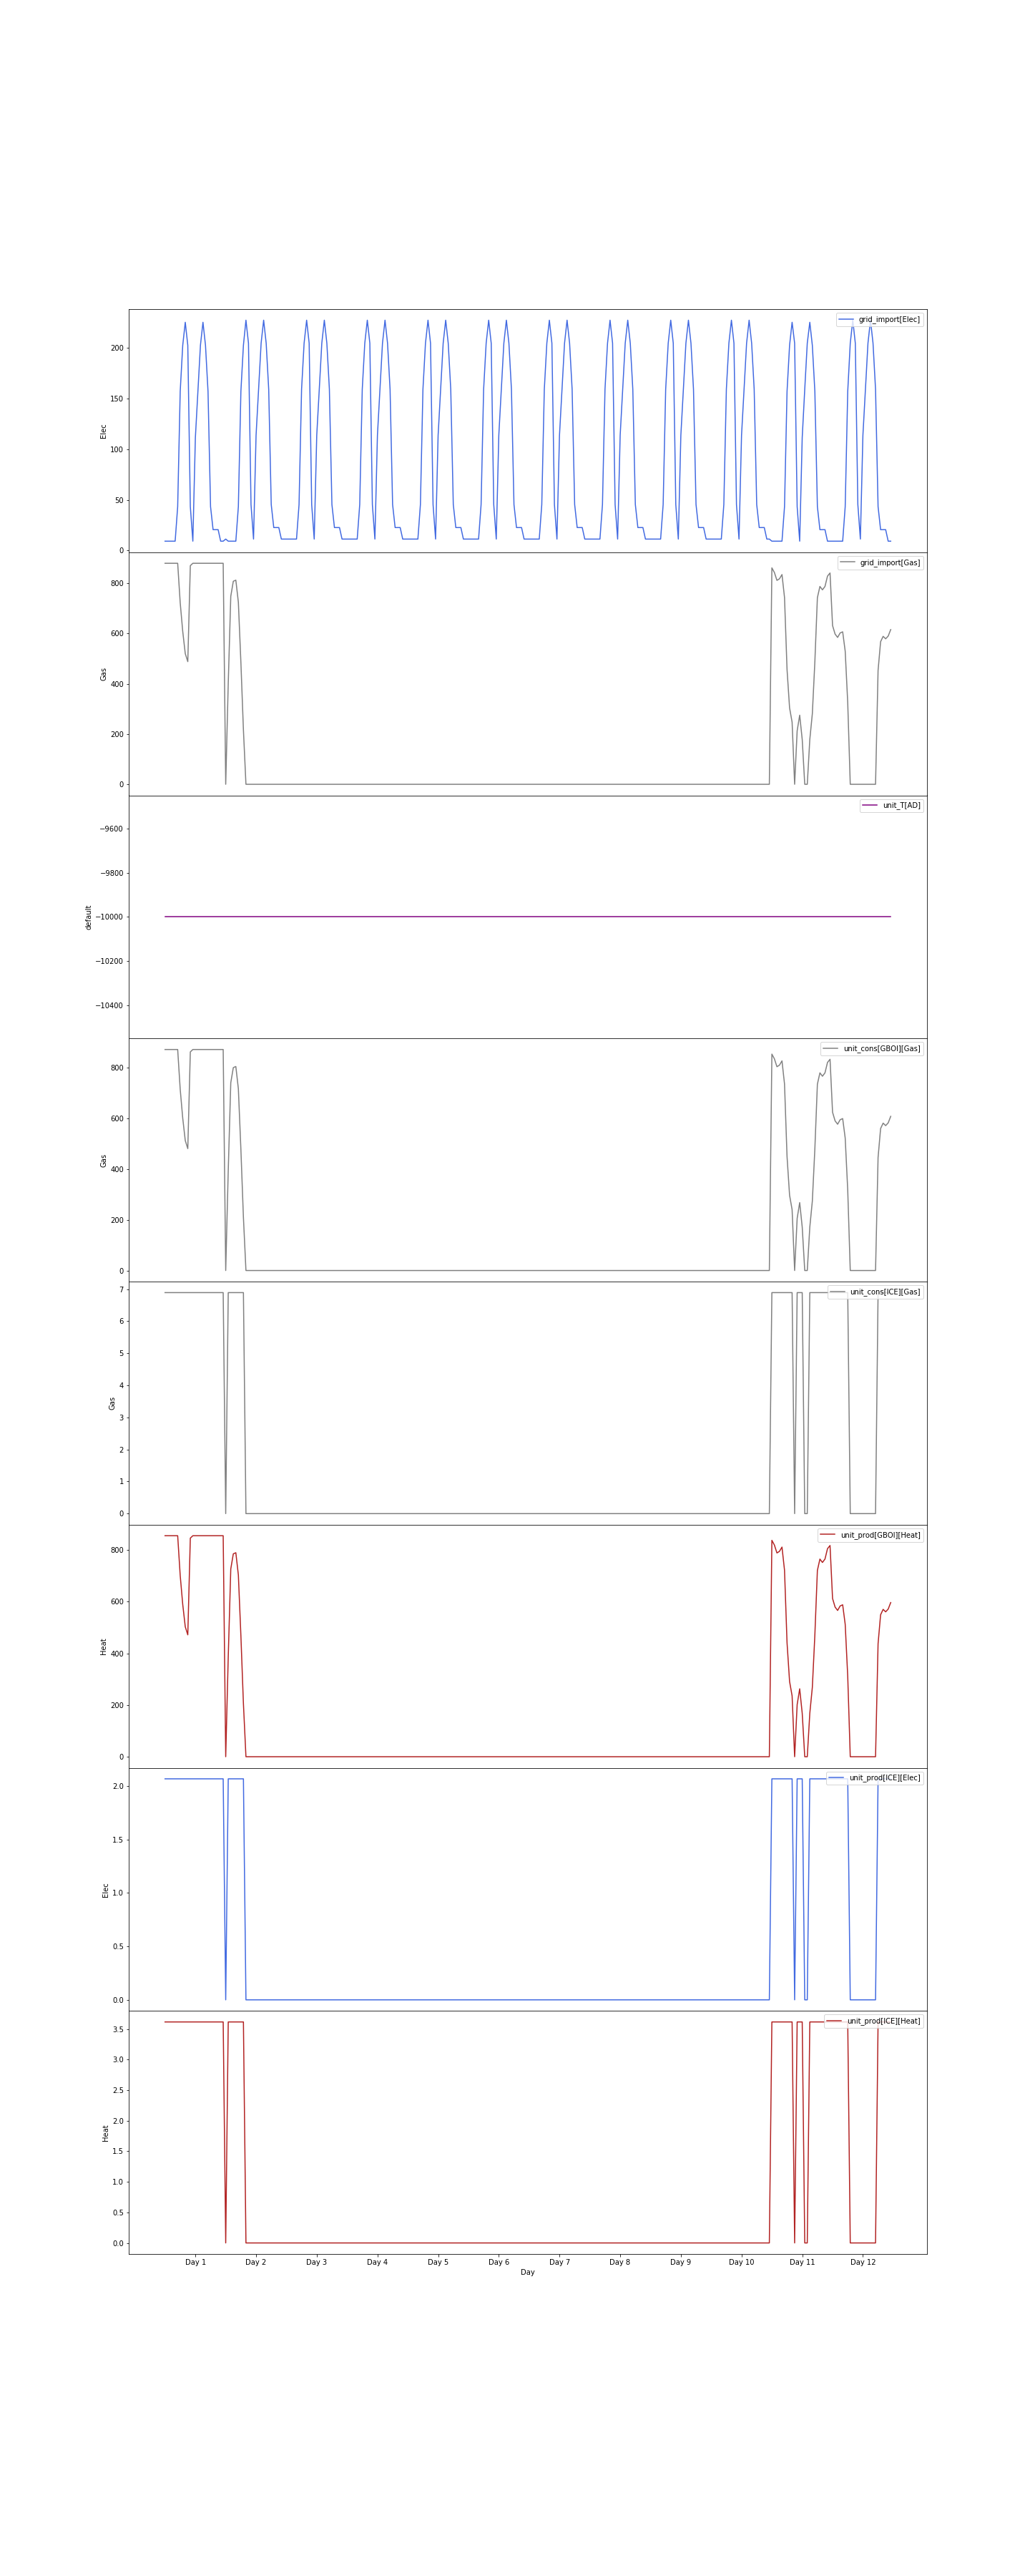 grid_import[Elec]
200
150
100
50
0
Elec
grid_import[Gas]
800
600
400
200
0
Gas
unit_T[AD]
−9600
−9800
−10000
−10200
−10400
default
unit_cons[GBOI][Gas]
800
600
400
200
0
Gas
unit_cons[ICE][Gas]
7
6
5
4
3
2
1
0
Gas
unit_prod[GBOI][Heat]
800
600
400
200
0
Heat
unit_prod[ICE][Elec]
2.0
1.5
1.0
0.5
0.0
Elec
unit_prod[ICE][Heat]
3.5
3.0
2.5
2.0
1.5
1.0
0.5
0.0
Heat
Day 1 Day 2 Day 3 Day 4 Day 5 Day 6 Day 7 Day 8 Day 9 Day 10 Day 11 Day 12
Day